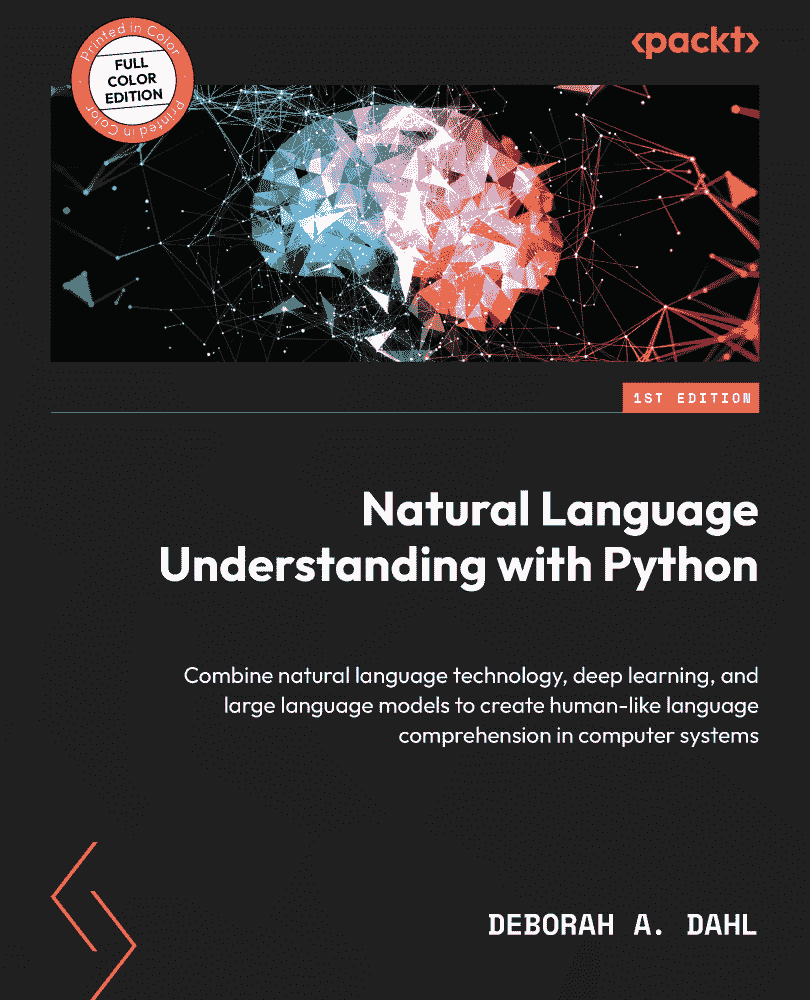 Printed in Color
FULL
COLOR
EDITION
Printed in Color
<packt>
1ST EDITION
Natural Language
Understanding with Python
Combine natural language technology, deep learning, and
large language models to create human-like language
comprehension in computer systems
DEBORAH A. DAHL